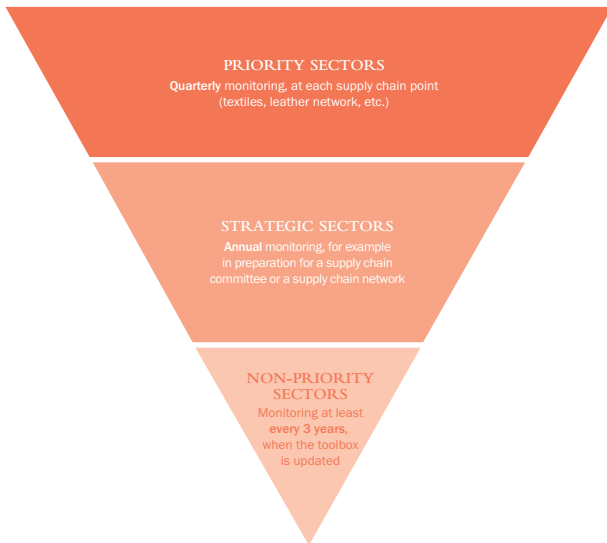 PRIORITY SECTORS
Quarterly monitoring, at each supply chain point
(textiles, leather network, etc.)
STRATEGIC SECTORS
Annual monitoring, for example
in preparation for a supply chain
committee or a supply chain network
NON-PRIORITY
SECTORS
Monitoring at least
every 3 years,
when the toolbox
is updated